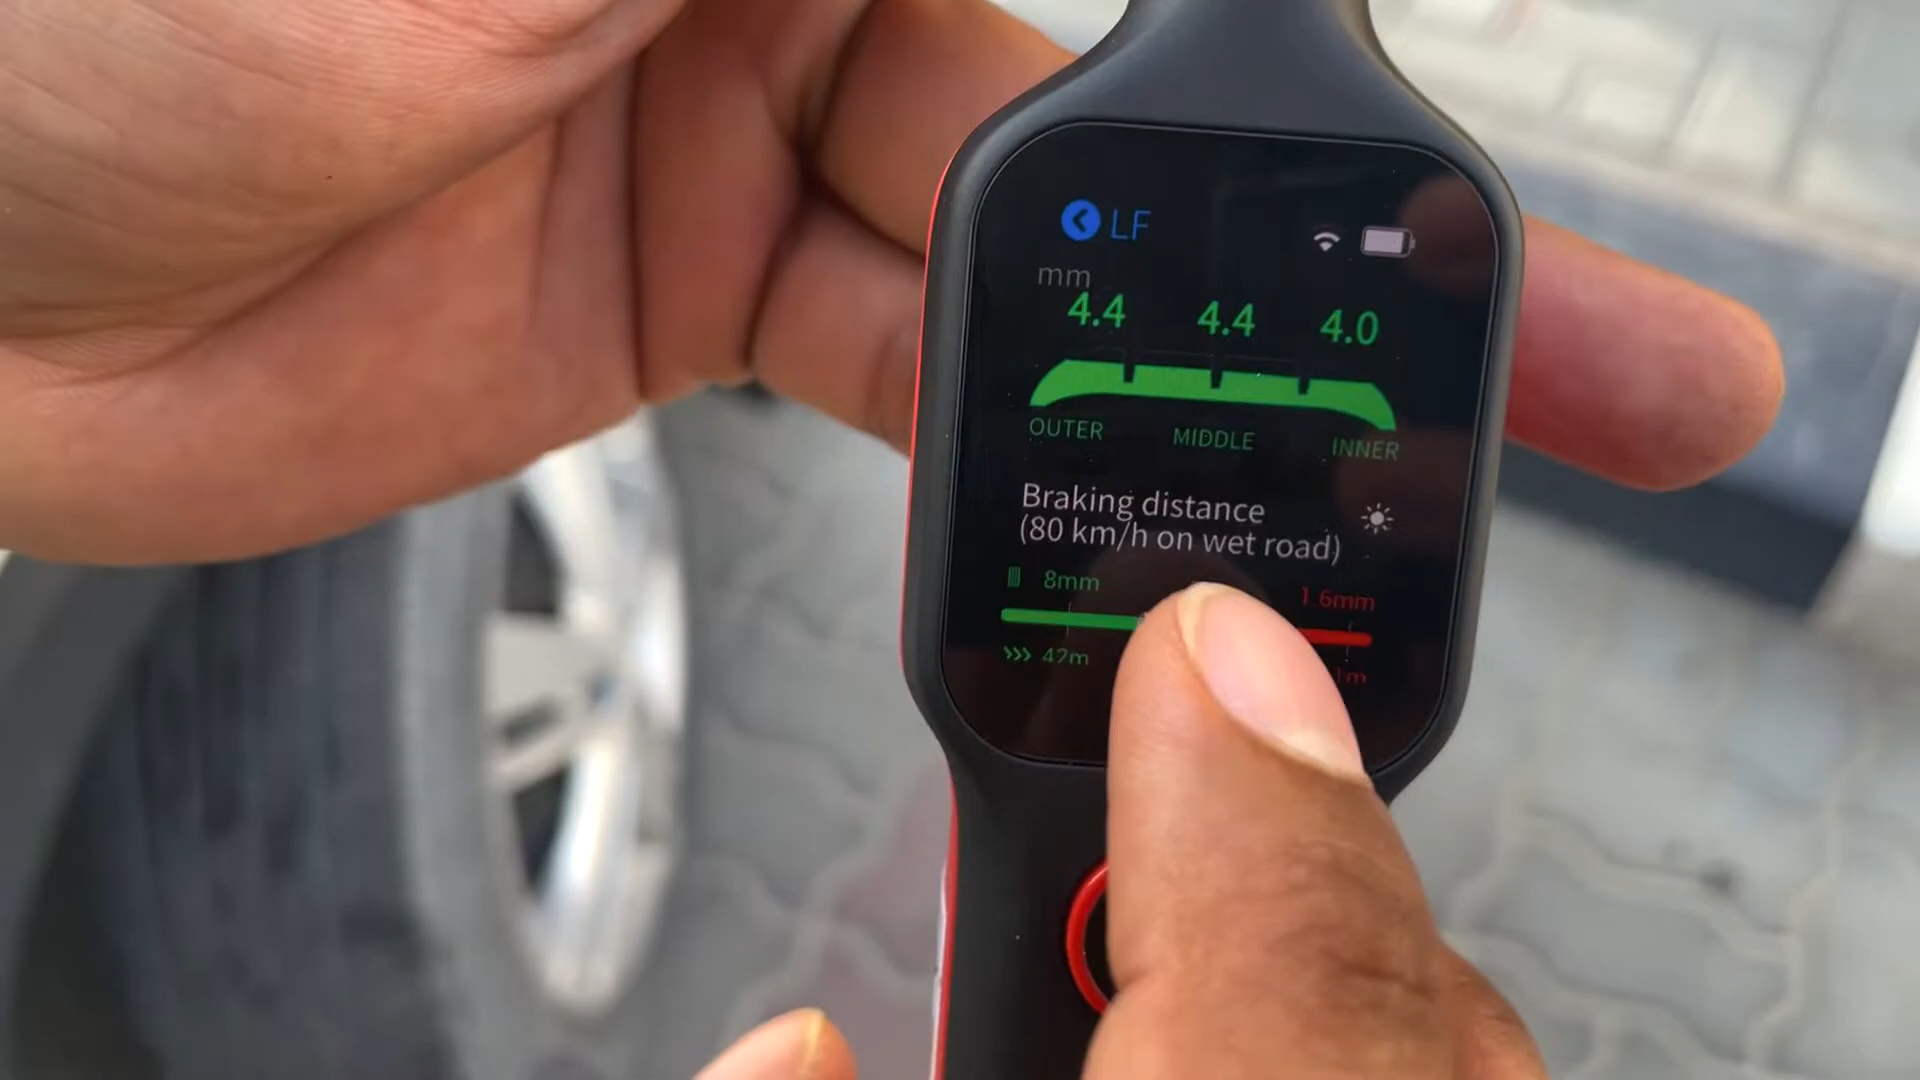 LF
mm
4.4 4.4 4.0
OUTER MIDDLE INNER
Braking distance
(80 km/h on wet road)
8mm 1.6mm
42m